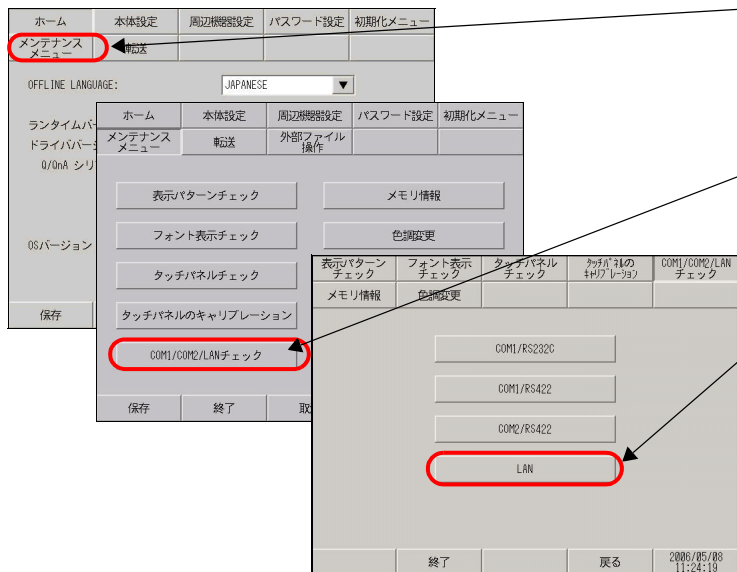 ホーム 本体設定 周辺機器設定 パスワード設定 初期化メニュー
メンテナンス
メニュー
転送
OFFLINE LANGUAGE: JAPANESE
ランタイムバ
ドライババー
Q/QnA シリ
OSバージョン
保存
ホーム 本体設定 周辺機器設定 パスワード設定 初期化メニュー
メンテナンス
メニュー
転送
外部ファイル
操作
表示パターンチェック メモリ情報
フォント表示チェック 色調変更
タッチパネルチェック
タッチパネルのキャリブレーション
COM1/COM2/LANチェック
保存 終了 取
表示パターン
チェック
フォント表示
チェック
タッチパネル
チェック
タッチパネルの
キャリブレーション
COM1/COM2/LAN
チェック
メモリ情報 色調変更
COM1/RS232C
COM1/RS422
COM2/RS422
LAN
終了 戻る
2006/05/08
11:24:19